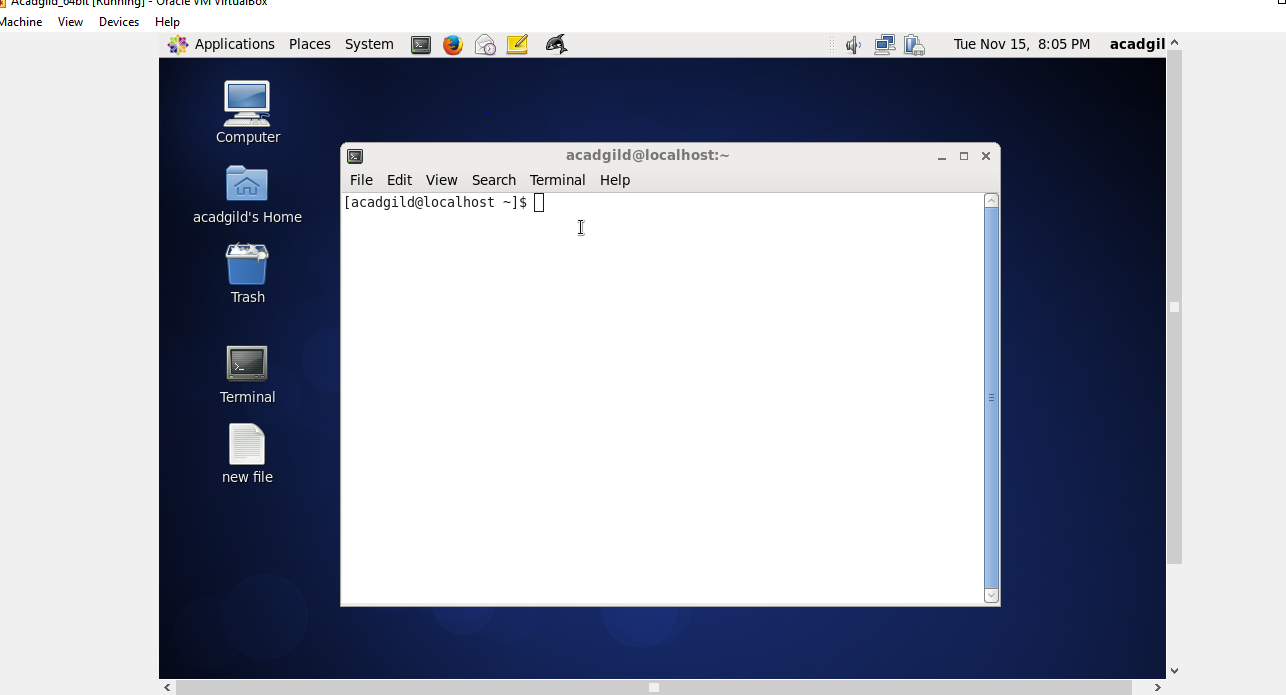 Acadgild_64bit [Running] - Oracle VM VirtualBox
Machine View Devices Help
Applications Places System Tue Nov 15, 8:05 PM acadgil
Computer
acadgild's Home
Trash
Terminal
new file
acadgild@localhost:~
File Edit View Search Terminal Help
[acadgild@localhost ~]$